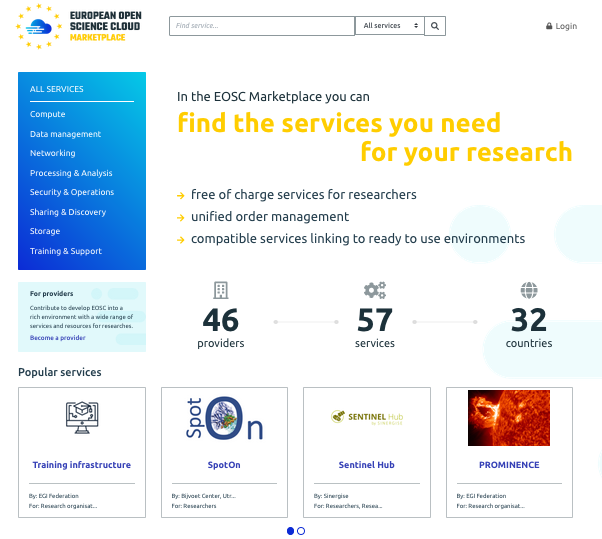 EUROPEAN OPEN
SCIENCE CLOUD
MARKETPLACE
Find service...
All services
Login
ALL SERVICES
Compute
Data management
Networking
Processing & Analysis
Security & Operations
Sharing & Discovery
Storage
Training & Support
In the EOSC Marketplace you can
find the services you need
for your research
→ free of charge services for researchers
→ unified order management
→ compatible services linking to ready to use environments
For providers
Contribute to develop EOSC into a
rich environment with a wide range of
services and resources for researches.
Become a provider
46
providers
57
services
32
countries
Popular services
Training infrastructure
By: EGI Federation
For: Research organisat...
Spot On
SpotOn
By: Bijvoet Center, Utr...
For: Researchers
SENTINEL Hub
by SINERGISE
Sentinel Hub
By: Sinergise
For: Researchers, Resea...
PROMINENCE
By: EGI Federation
For: Research organisat...